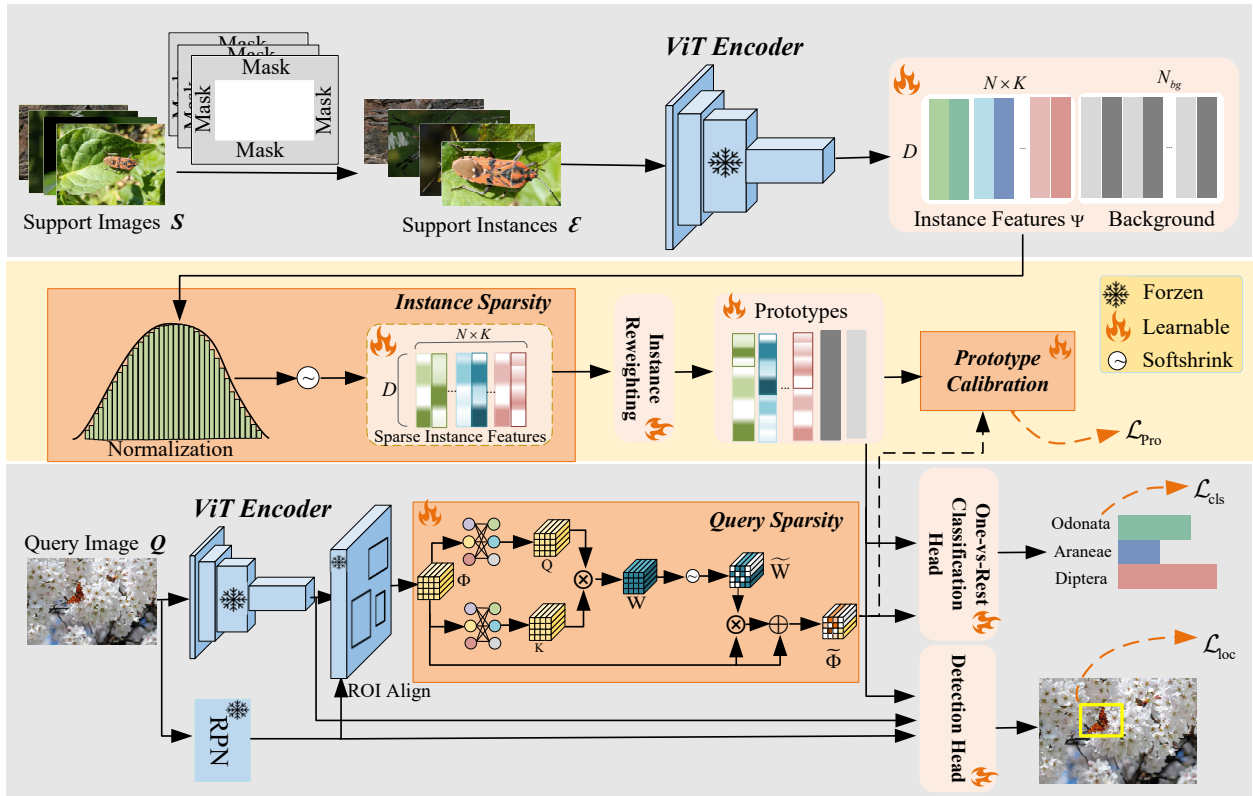 Mask
Mask
Mask
Mask
Mask
Mask
Mask
Mask
Support Images S
Support Instances ℰ
ViT Encoder
N × K
N_bg
D
...
...
Instance Features Ψ
Background
Instance Sparsity
Normalization
~
N × K
D
...
...
Sparse Instance Features
Instance
Reweighting
Prototypes
...
Prototype
Calibration
ℒ_Pro
Forzen
Learnable
~ Softshrink
Query Image Q
ViT Encoder
RPN
ROI Align
Query Sparsity
Φ
Q
K
⊗
W
~
W̃
⊗
⊕
Φ̃
One-vs-Rest
Classification
Head
Detection Head
ℒ_cls
Odonata
Araneae
Diptera
ℒ_loc